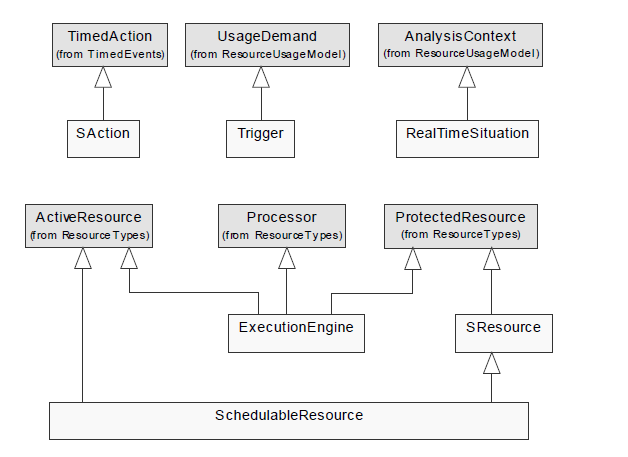 TimedAction
(from TimedEvents)
UsageDemand
(from ResourceUsageModel)
AnalysisContext
(from ResourceUsageModel)
SAction
Trigger
RealTimeSituation
ActiveResource
(from ResourceTypes)
Processor
(from ResourceTypes)
ProtectedResource
(from ResourceTypes)
ExecutionEngine
SResource
SchedulableResource